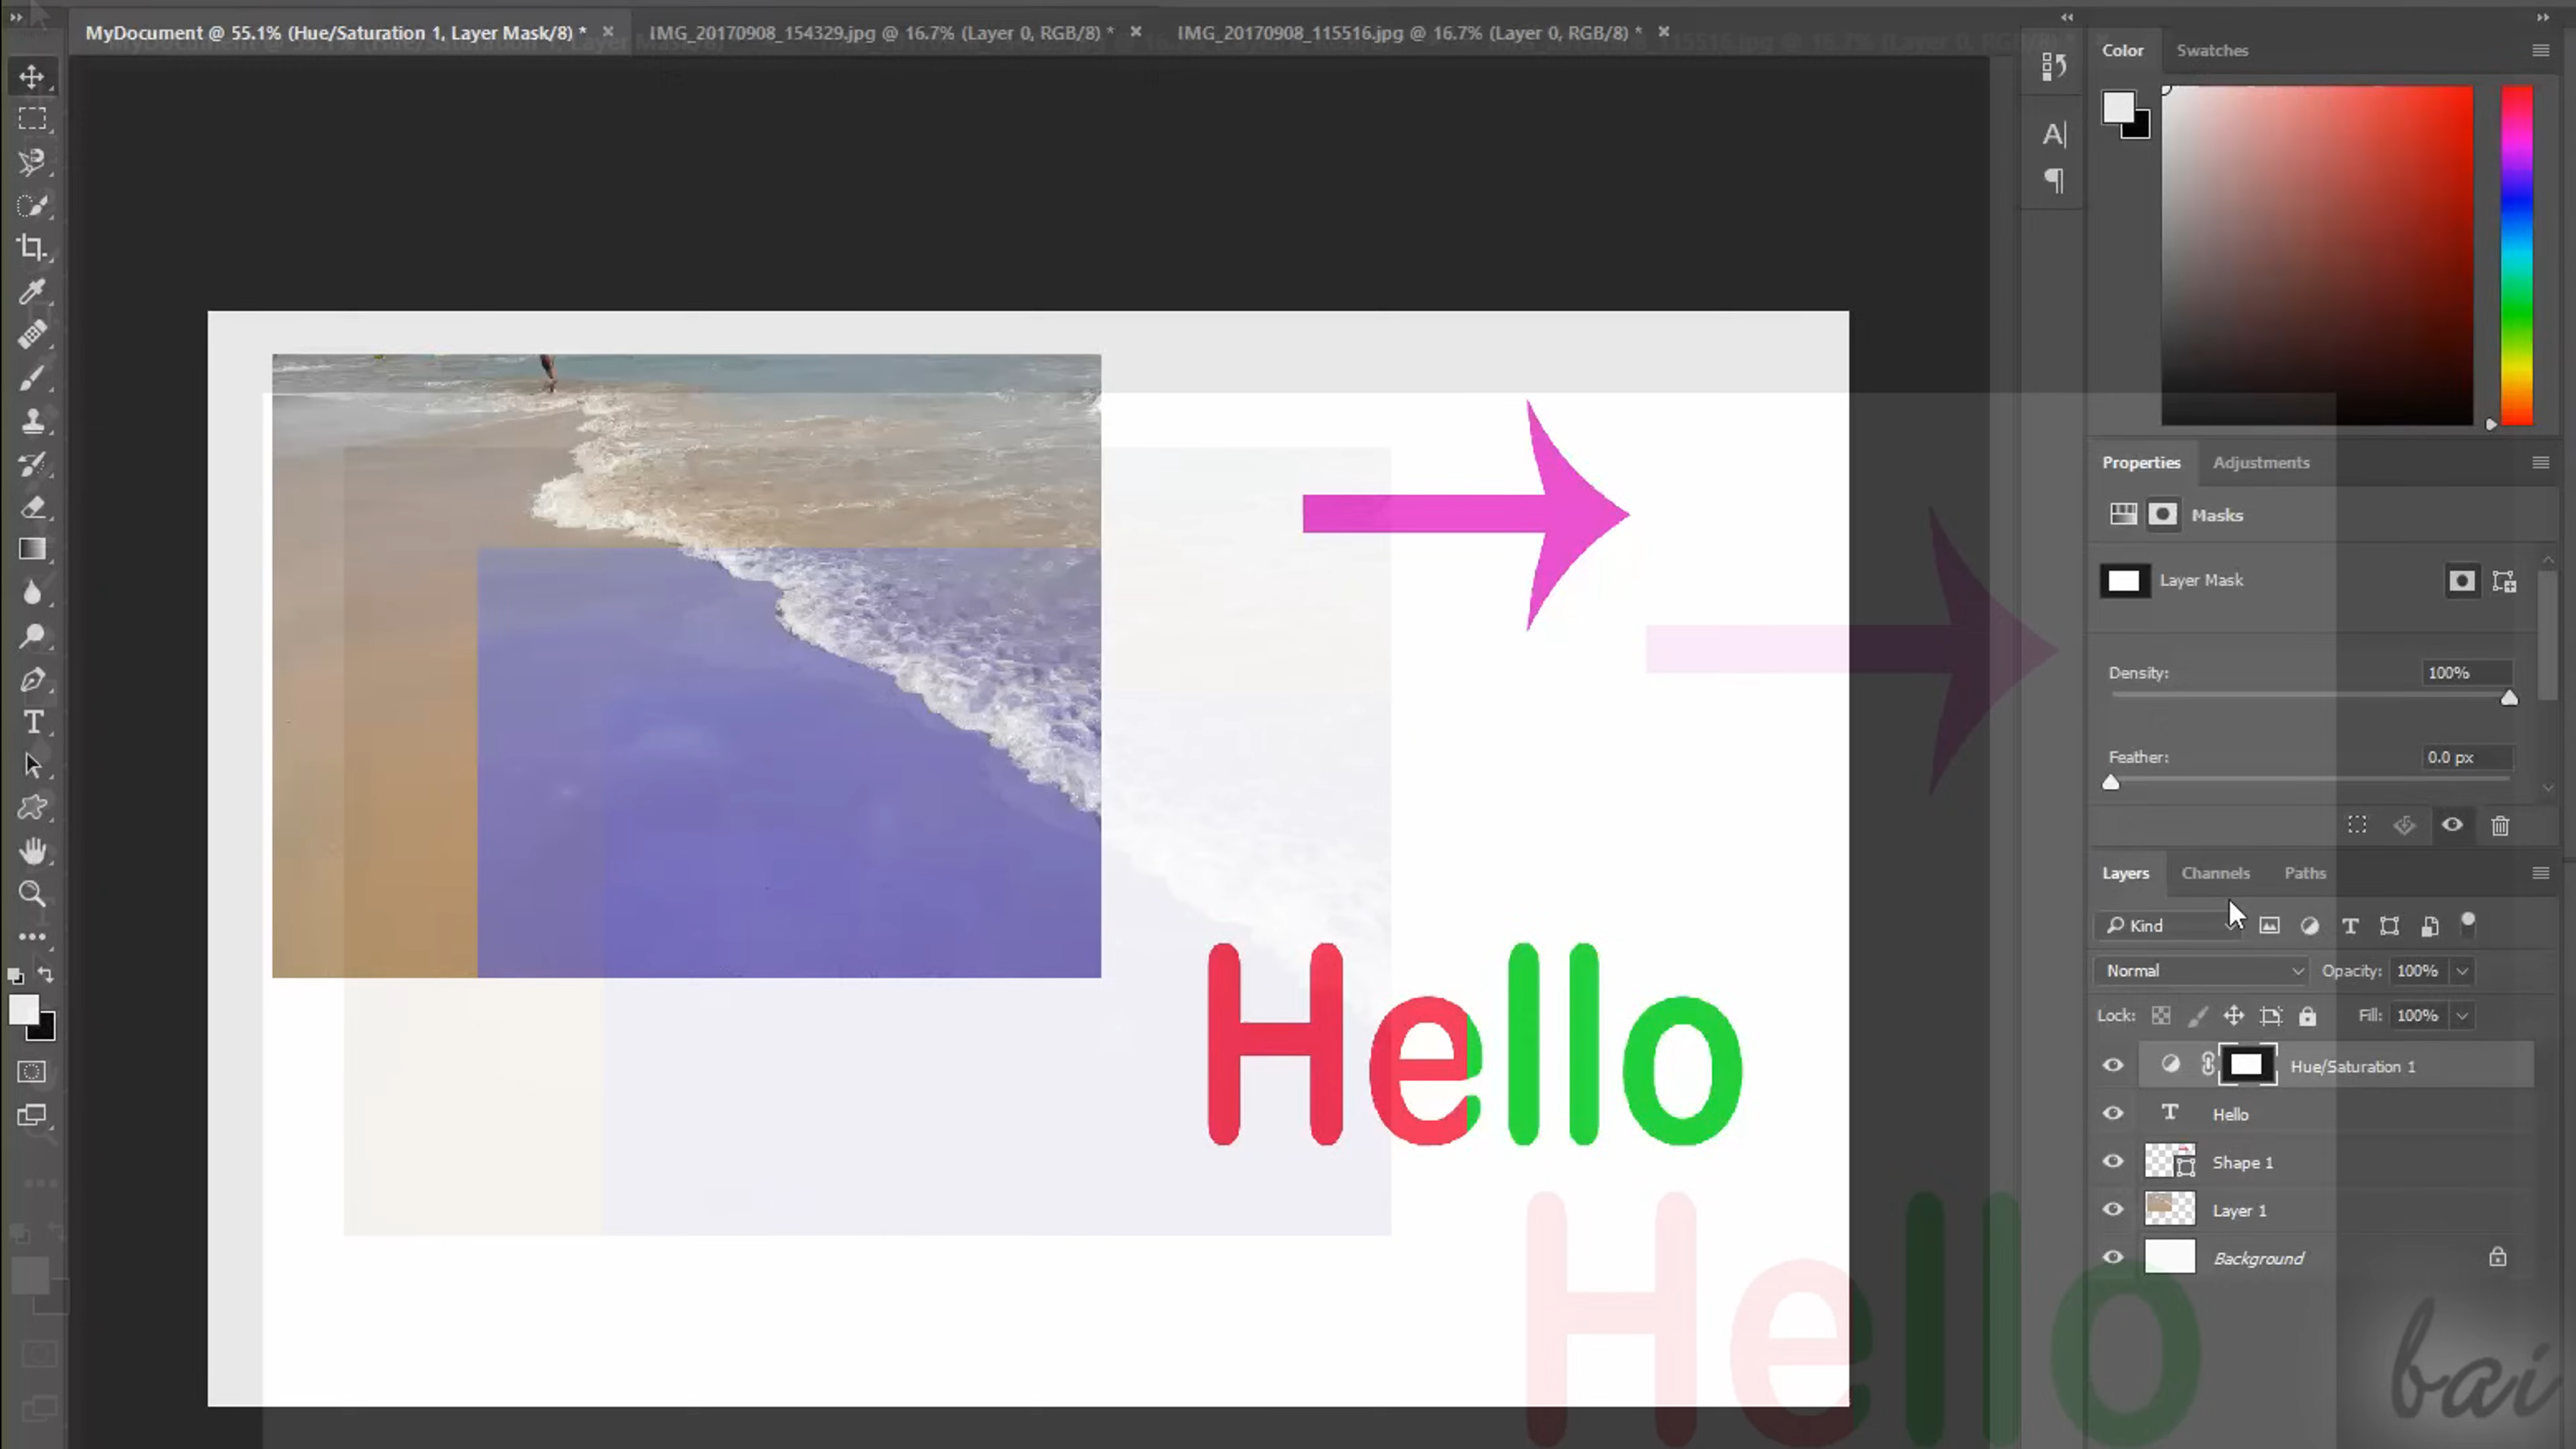 MyDocument @ 55.1% (Hue/Saturation 1, Layer Mask/8) *
IMG_20170908_154329.jpg @ 16.7% (Layer 0, RGB/8) *
IMG_20170908_115516.jpg @ 16.7% (Layer 0, RGB/8) *
Color
Swatches
Properties
Adjustments
Masks
Layer Mask
Density:
100%
Feather:
0.0 px
Layers
Channels
Paths
Kind
Normal
Opacity:
100%
Lock:
Fill:
100%
Hue/Saturation 1
Hello
Shape 1
Layer 1
Background
Hello
Hello
bai